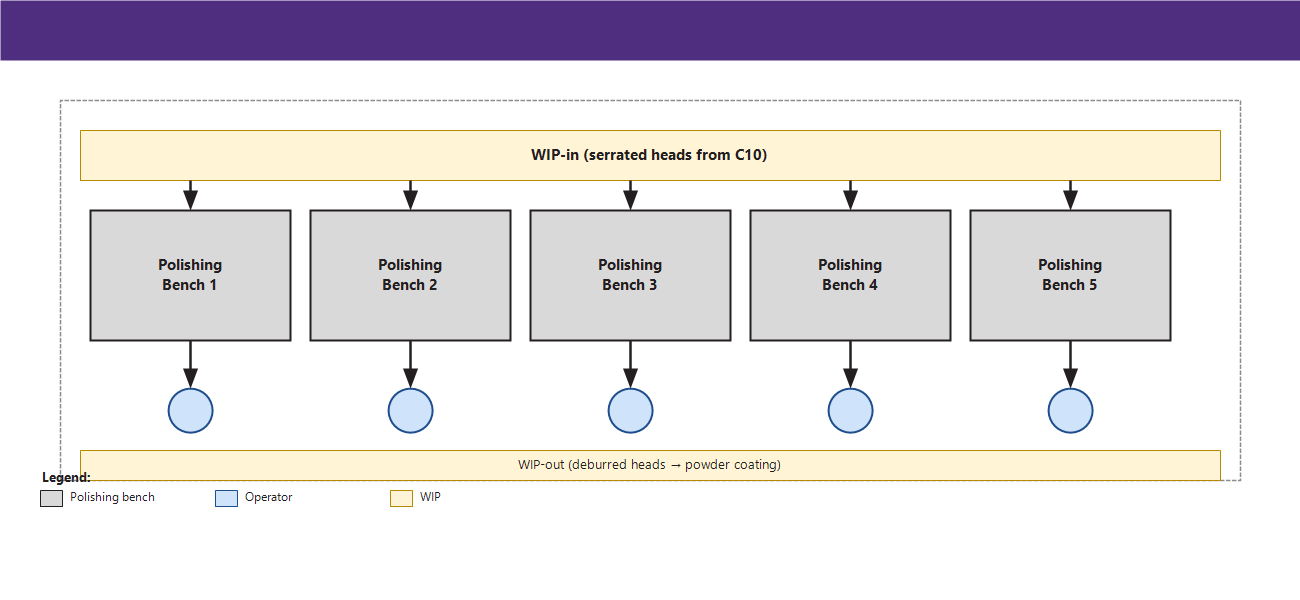 WIP-in (serrated heads from C10)
Polishing
Bench 1
Polishing
Bench 2
Polishing
Bench 3
Polishing
Bench 4
Polishing
Bench 5
WIP-out (deburred heads → powder coating)
Legend:
Polishing bench
Operator
WIP